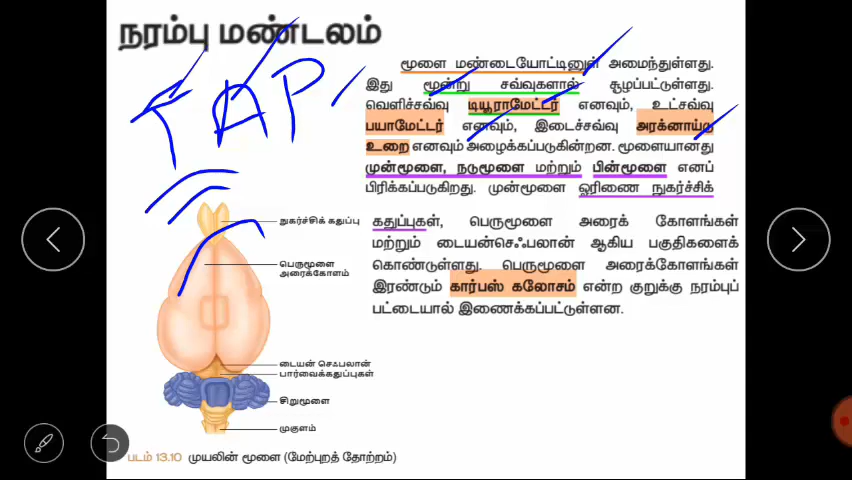 நரம்பு மண்டலம்
TAP
மூளை மண்டையோட்டினுள் அமைந்துள்ளது.
இது மூன்று சவ்வுகளால் சூழப்பட்டுள்ளது.
வெளிச்சவ்வு டியூராமேட்டர் எனவும், உட்சவ்வு
பயாமேட்டர் எனவும், இடைச்சவ்வு அரக்னாய்டு
உறை எனவும் அழைக்கப்படுகின்றன. மூளையானது
முன்மூளை, நடுமூளை மற்றும் பின்மூளை எனப்
பிரிக்கப்படுகிறது. முன்மூளை ஓரிணை நுகர்ச்சிக்
கதுப்புகள், பெருமூளை அரைக் கோளங்கள்
மற்றும் டையன்செஃபலான் ஆகிய பகுதிகளைக்
கொண்டுள்ளது. பெருமூளை அரைக்கோளங்கள்
இரண்டும் கார்பஸ் கலோசம் என்ற குறுக்கு நரம்புப்
பட்டையால் இணைக்கப்பட்டுள்ளன.
நுகர்ச்சிக் கதுப்பு
பெருமூளை
அரைக்கோளம்
டையன் செஃபலான்
பார்வைக்கதுப்புகள்
சிறுமூளை
முகுளம்
படம் 13.10 முயலின் மூளை (மேற்புறத் தோற்றம்)